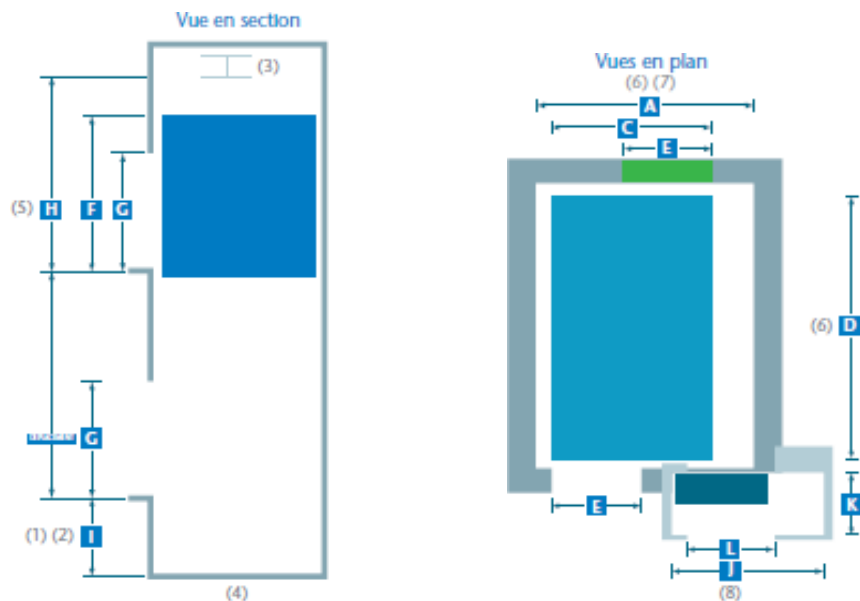 Vue en section
(3)
(5) H F G
G
(1) (2) I
(4)
Vues en plan
(6) (7)
A
C
E
(6) D
E
K
L
J
(8)